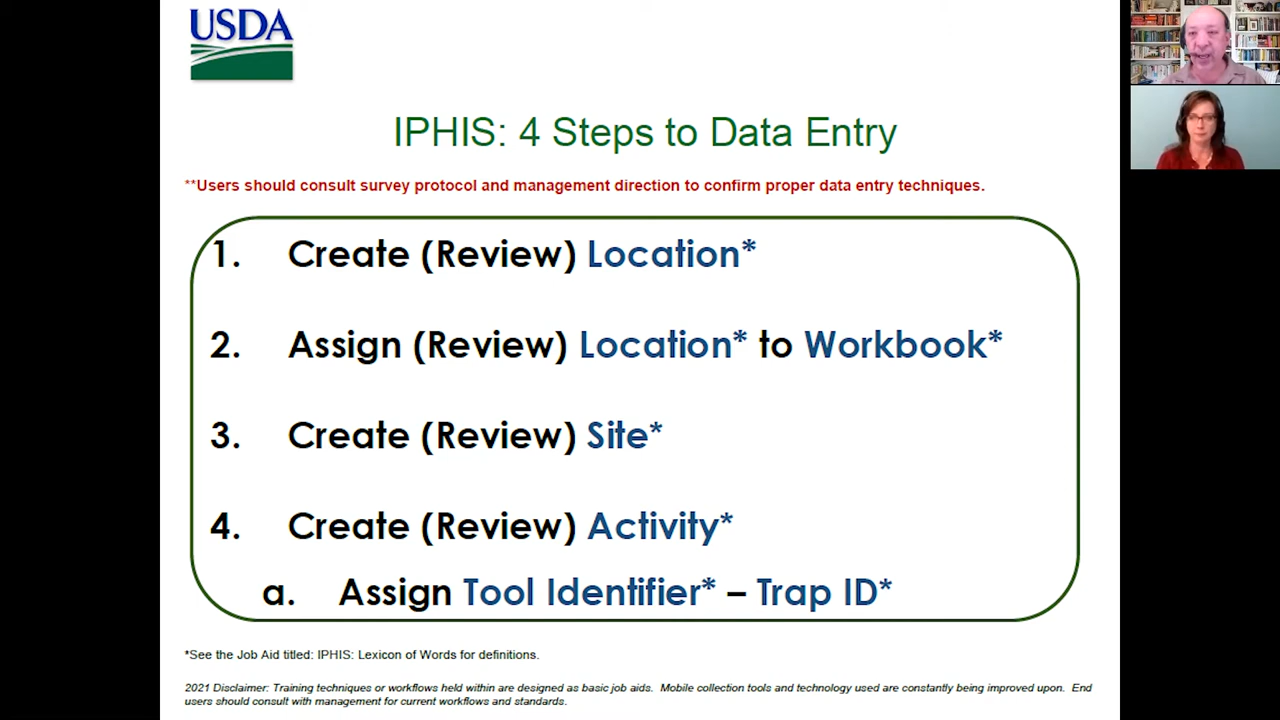 USDA
IPHIS: 4 Steps to Data Entry
**Users should consult survey protocol and management direction to confirm proper data entry techniques.
1. Create (Review) Location*
2. Assign (Review) Location* to Workbook*
3. Create (Review) Site*
4. Create (Review) Activity*
a. Assign Tool Identifier* – Trap ID*
*See the Job Aid titled: IPHIS: Lexicon of Words for definitions.
2021 Disclaimer: Training techniques or workflows held within are designed as basic job aids. Mobile collection tools and technology used are constantly being improved upon. End
users should consult with management for current workflows and standards.